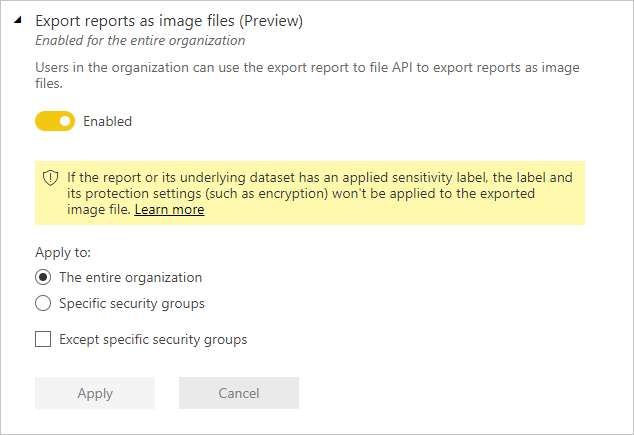 Export reports as image files (Preview)
Enabled for the entire organization
Users in the organization can use the export report to file API to export reports as image
files.
Enabled
If the report or its underlying dataset has an applied sensitivity label, the label and
its protection settings (such as encryption) won't be applied to the exported
image file. Learn more
Apply to:
The entire organization
Specific security groups
Except specific security groups
Apply
Cancel